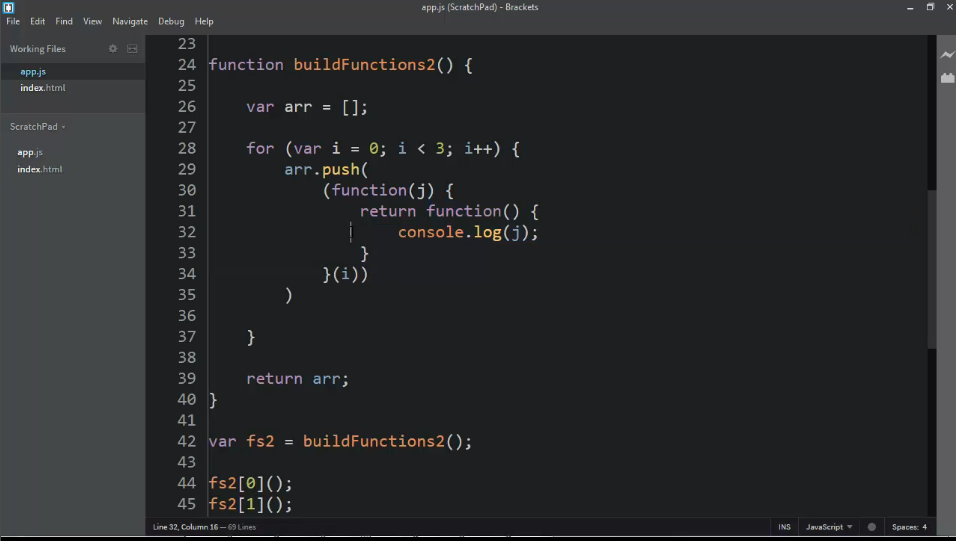 app.js (ScratchPad) - Brackets
File Edit Find View Navigate Debug Help
Working Files
app.js
index.html
ScratchPad
app.js
index.html
23
24 function buildFunctions2() {
25
26     var arr = [];
27
28     for (var i = 0; i < 3; i++) {
29         arr.push(
30             (function(j) {
31                 return function() {
32                     console.log(j);
33                 }
34             }(i))
35         )
36
37     }
38
39     return arr;
40 }
41
42 var fs2 = buildFunctions2();
43
44 fs2[0]();
45 fs2[1]();
Line 32, Column 16 — 69 Lines
INS JavaScript Spaces: 4